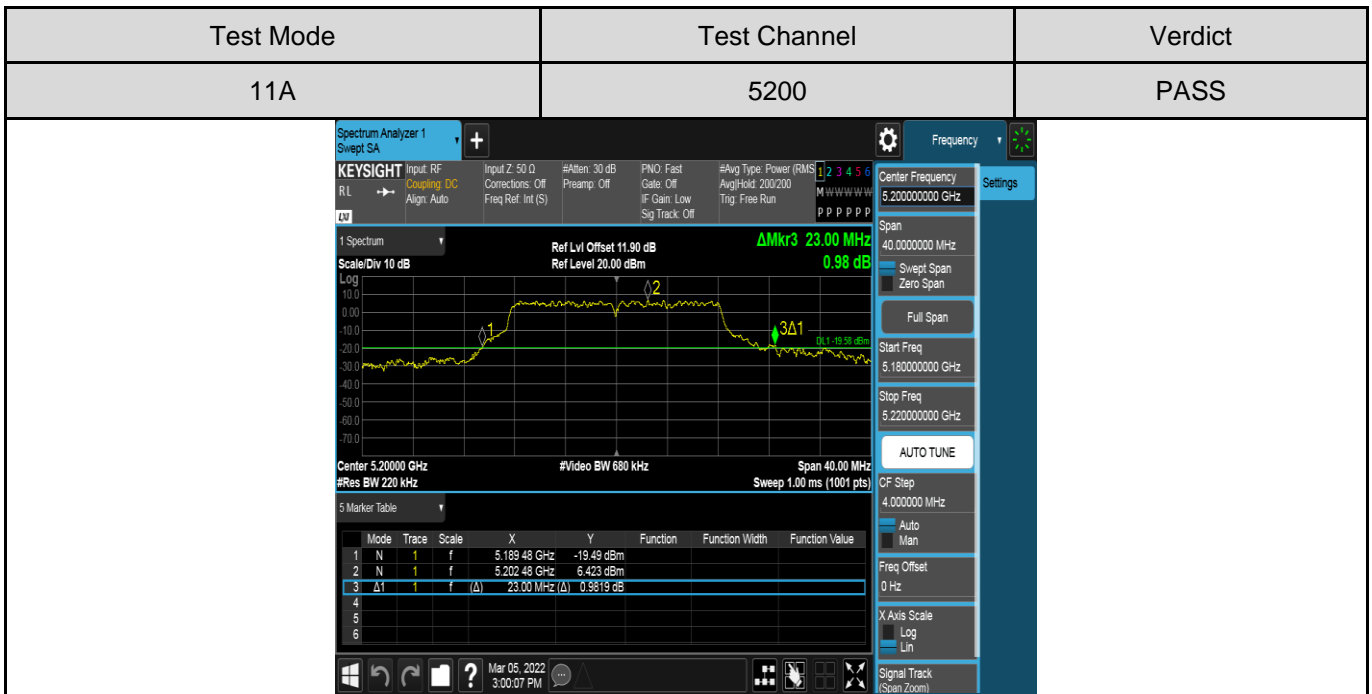 Test Mode Test Channel Verdict
11A 5200 PASS
Spectrum Analyzer 1
Swept SA
+
Frequency
KEYSIGHT
RL
LXI
Input: RF
Coupling: DC
Align: Auto
Input Z: 50 Ω
Corrections: Off
Freq Ref: Int (S)
#Atten: 30 dB
Preamp: Off
PNO: Fast
Gate: Off
IF Gain: Low
Sig Track: Off
#Avg Type: Power (RMS
Avg|Hold: 200/200
Trig: Free Run
1 2 3 4 5 6
M W W W W W
P P P P P P
1 Spectrum
Scale/Div 10 dB
Ref Lvl Offset 11.90 dB
Ref Level 20.00 dBm
ΔMkr3 23.00 MHz
0.98 dB
Log
10.0
0.00
-10.0
-20.0
-30.0
-40.0
-50.0
-60.0
-70.0
1
2
3Δ1
DL1 -19.58 dBm
Center 5.20000 GHz
#Res BW 220 kHz
#Video BW 680 kHz
Span 40.00 MHz
Sweep 1.00 ms (1001 pts)
5 Marker Table
Mode Trace Scale X Y Function Function Width Function Value
1 N 1 f 5.189 48 GHz -19.49 dBm
2 N 1 f 5.202 48 GHz 6.423 dBm
3 Δ1 1 f (Δ) 23.00 MHz (Δ) 0.9819 dB
4
5
6
?
Mar 05, 2022
3:00:07 PM
Center Frequency
5.200000000 GHz
Settings
Span
40.0000000 MHz
Swept Span
Zero Span
Full Span
Start Freq
5.180000000 GHz
Stop Freq
5.220000000 GHz
AUTO TUNE
CF Step
4.000000 MHz
Auto
Man
Freq Offset
0 Hz
X Axis Scale
Log
Lin
Signal Track
(Span Zoom)